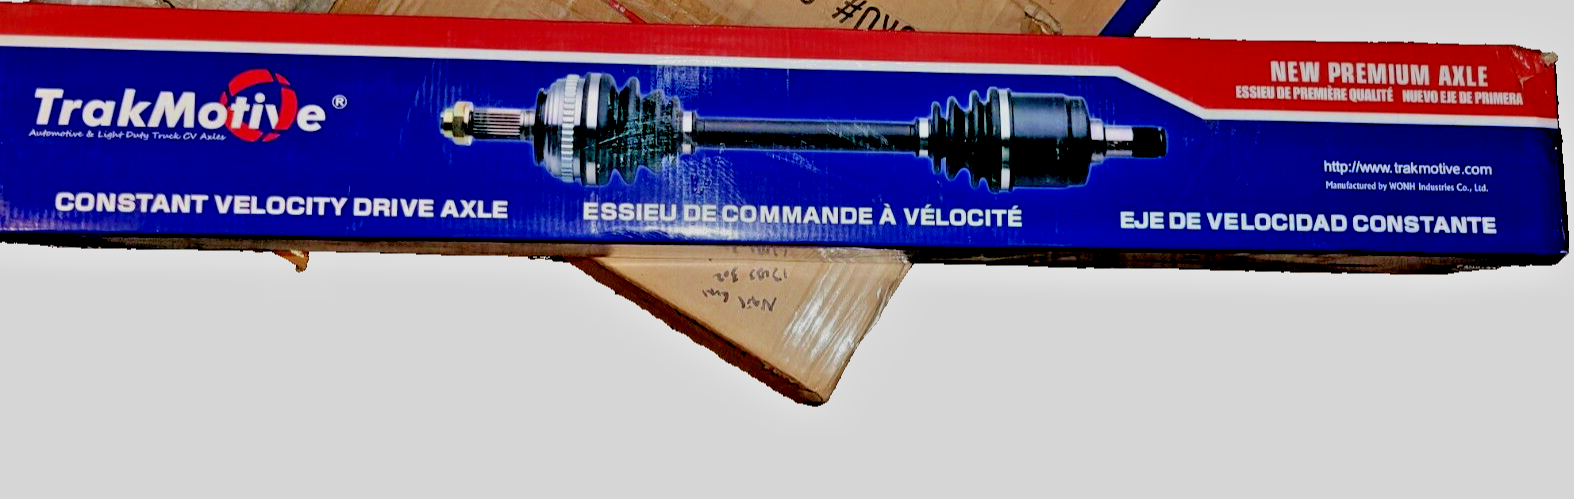 TrakMotive®
Automotive & Light Duty Truck CV Axles
NEW PREMIUM AXLE
ESSIEU DE PREMIÈRE QUALITÉ NUEVO EJE DE PRIMERA
http://www.trakmotive.com
Manufactured by WONH Industries Co., Ltd.
CONSTANT VELOCITY DRIVE AXLE
ESSIEU DE COMMANDE À VÉLOCITÉ
EJE DE VELOCIDAD CONSTANTE